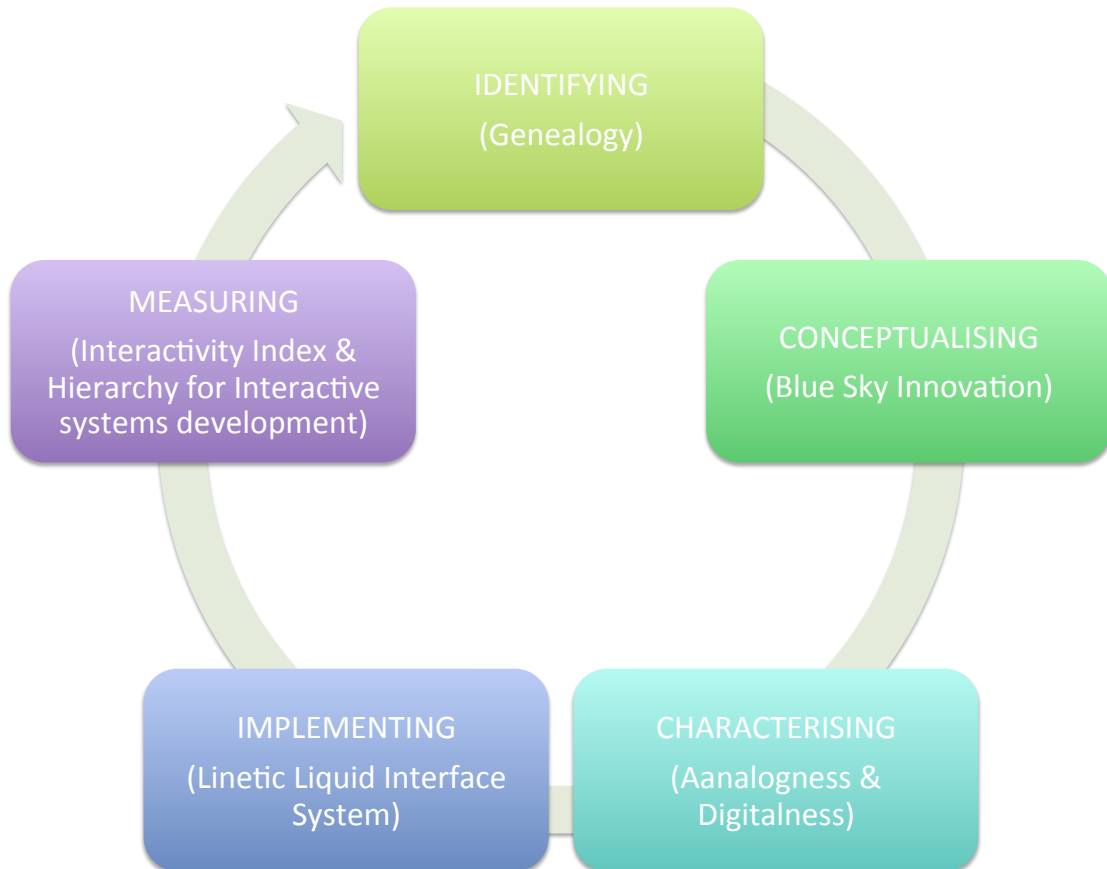 IDENTIFYING
(Genealogy)
CONCEPTUALISING
(Blue Sky Innovation)
CHARACTERISING
(Aanalogness &
Digitalness)
IMPLEMENTING
(Linetic Liquid Interface
System)
MEASURING
(Interactivity Index &
Hierarchy for Interactive
systems development)